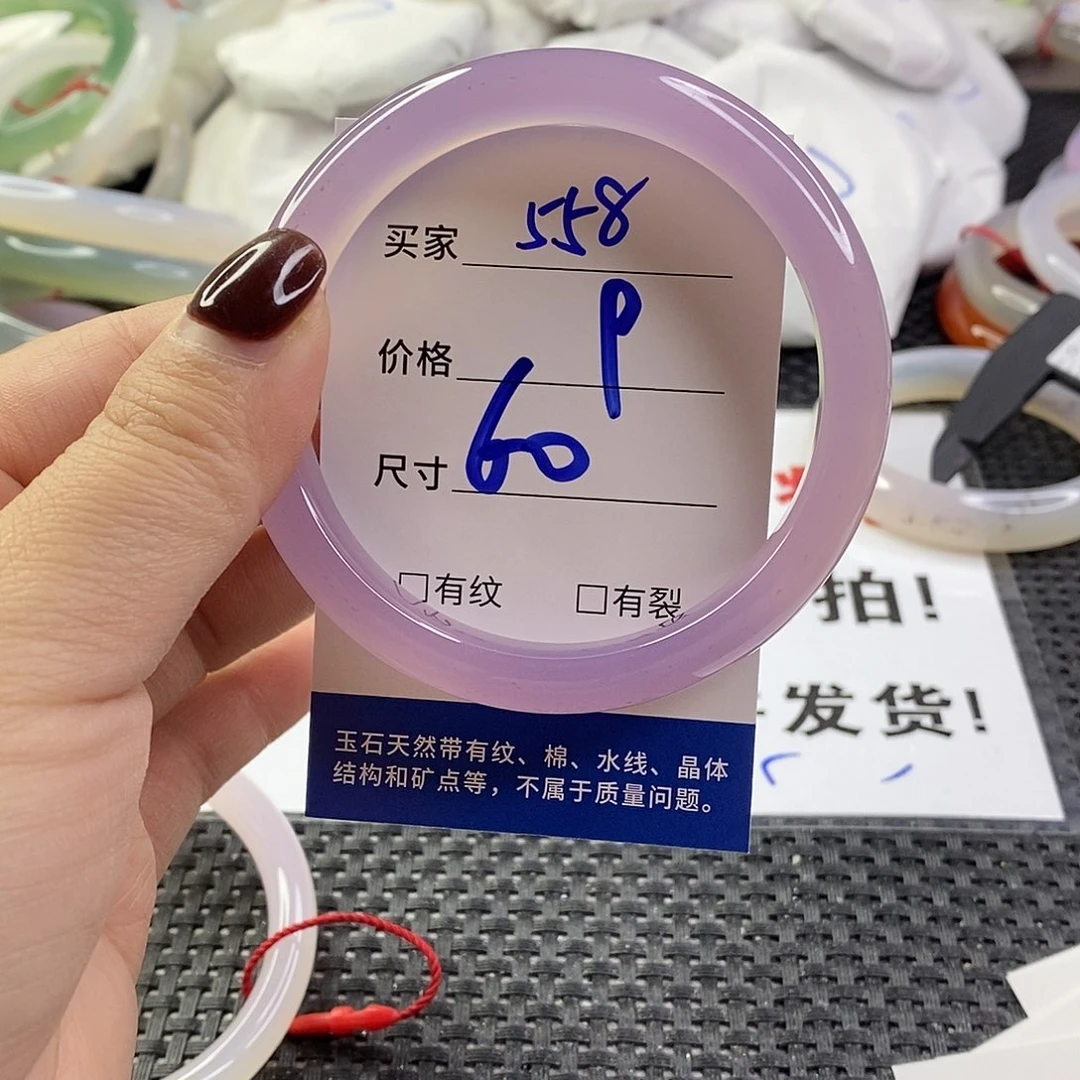 买家 558
价格 p
尺寸 60
□有纹 □有裂
玉石天然带有纹、棉、水线、晶体
结构和矿点等，不属于质量问题。
拍！
发货！